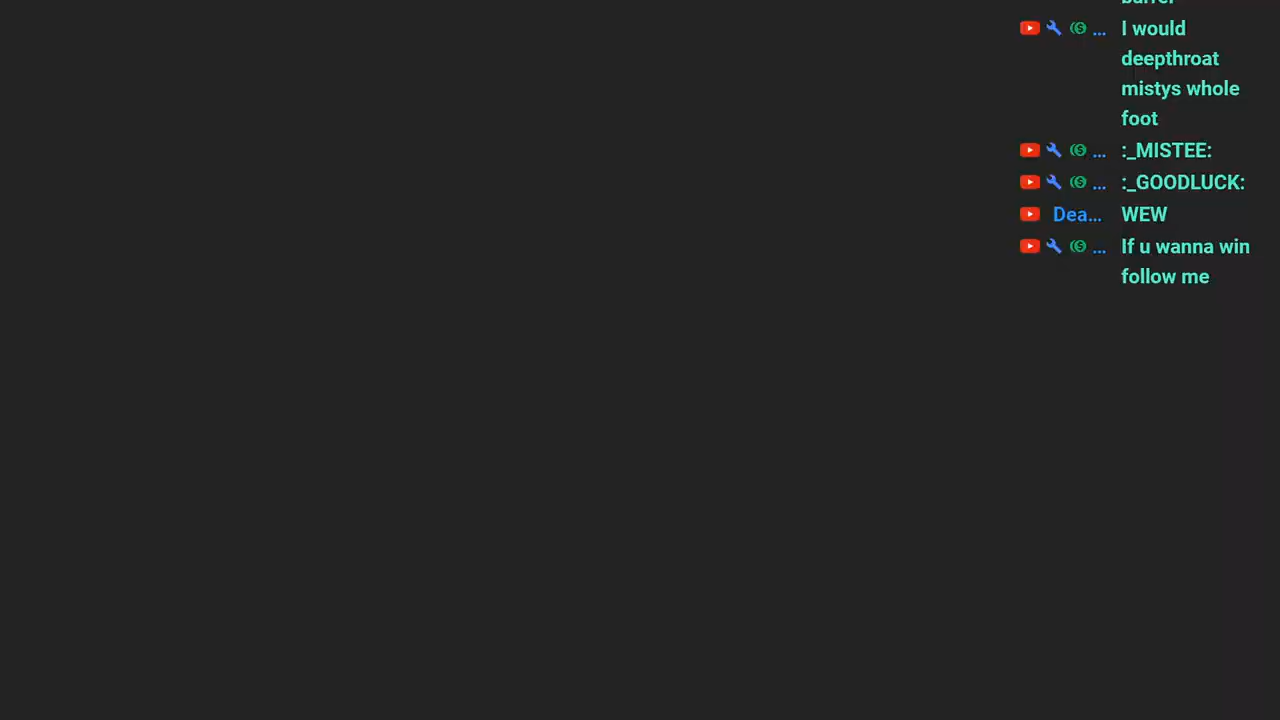 I would
deepthroat
mistys whole
foot
... :_MISTEE:
... :_GOODLUCK:
Dea... WEW
... If u wanna win
follow me